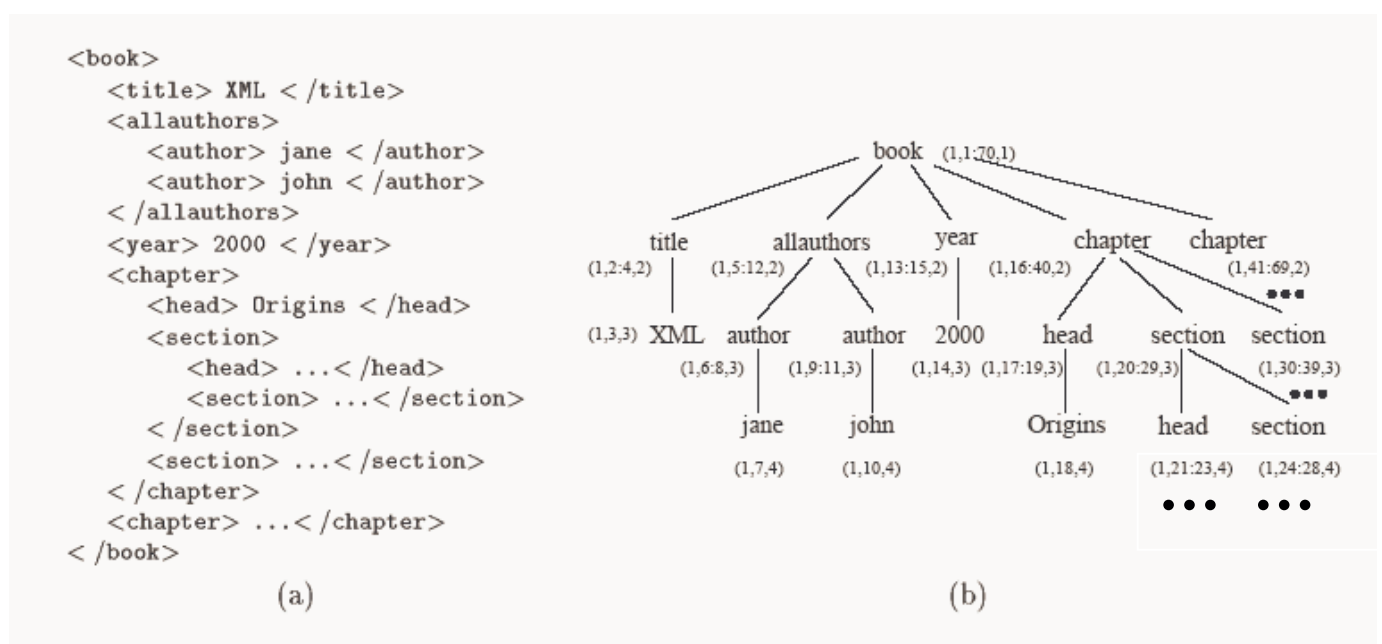 <book>
<title> XML < /title>
<allauthors>
<author> jane < /author>
<author> john < /author>
< /allauthors>
<year> 2000 < /year>
<chapter>
<head> Origins < /head>
<section>
<head> ...< /head>
<section> ...< /section>
< /section>
<section> ...< /section>
< /chapter>
<chapter> ...< /chapter>
< /book>
(a)
book (1,1:70,1)
title allauthors year chapter chapter
(1,2:4,2) (1,5:12,2) (1,13:15,2) (1,16:40,2) (1,41:69,2)
•••
(1,3,3) XML author author 2000 head section section
(1,6:8,3) (1,9:11,3) (1,14,3) (1,17:19,3) (1,20:29,3) (1,30:39,3)
•••
jane john Origins head section
(1,7,4) (1,10,4) (1,18,4) (1,21:23,4) (1,24:28,4)
••• •••
(b)